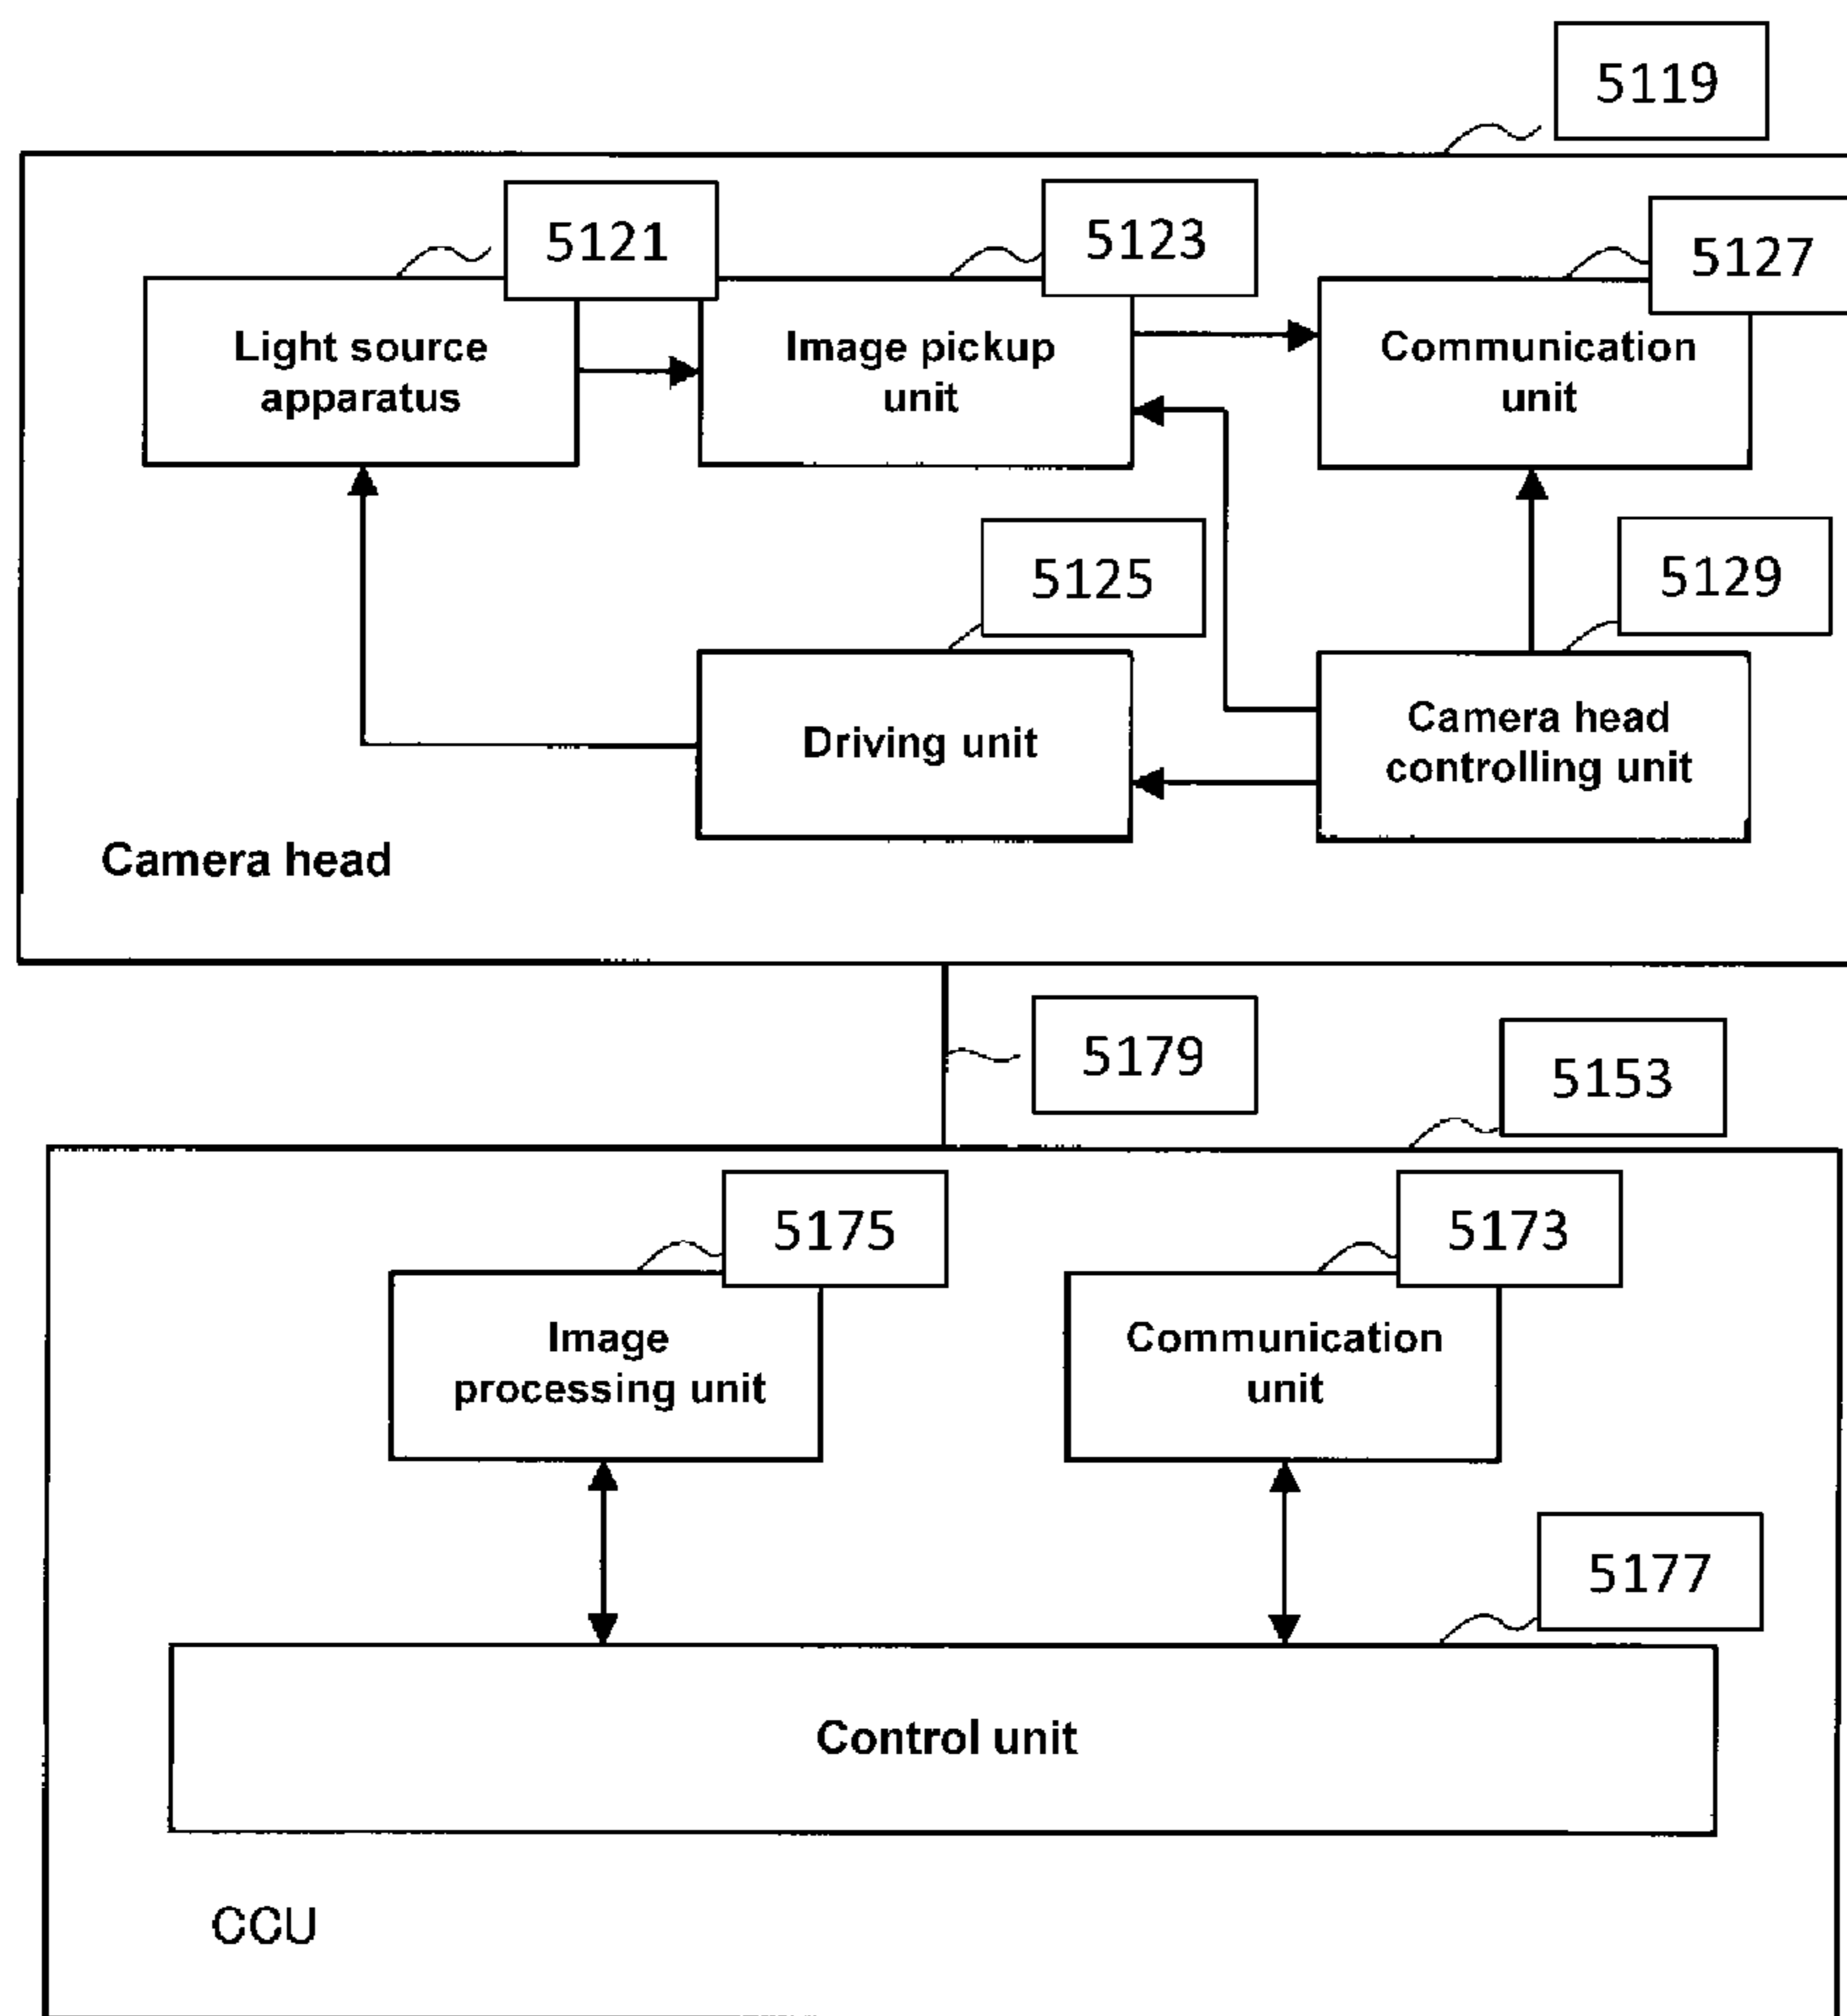 5119
5121
5123
5127
Light source
apparatus
Image pickup
unit
Communication
unit
5125
5129
Driving unit
Camera head
controlling unit
Camera head
5179
5153
5175
5173
Image
processing unit
Communication
unit
5177
Control unit
CCU